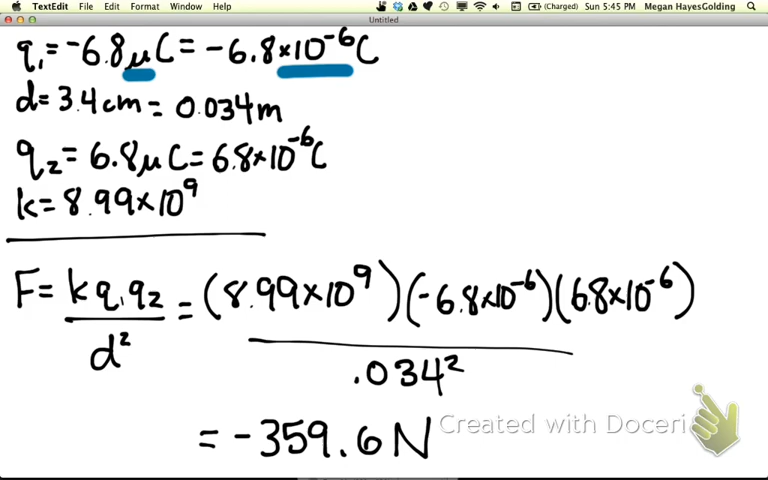 TextEdit File Edit Format Window Help (Charged) Sun 5:45 PM Megan HayesGolding
Untitled
q₁ = -6.8μC = -6.8×10⁻⁶C
d = 3.4cm = 0.034m
q₂ = 6.8μC = 6.8×10⁻⁶C
k = 8.99×10⁹
F = kq₁q₂/d² = (8.99×10⁹)(-6.8×10⁻⁶)(6.8×10⁻⁶)/.034²
= -359.6N
Created with Doceri